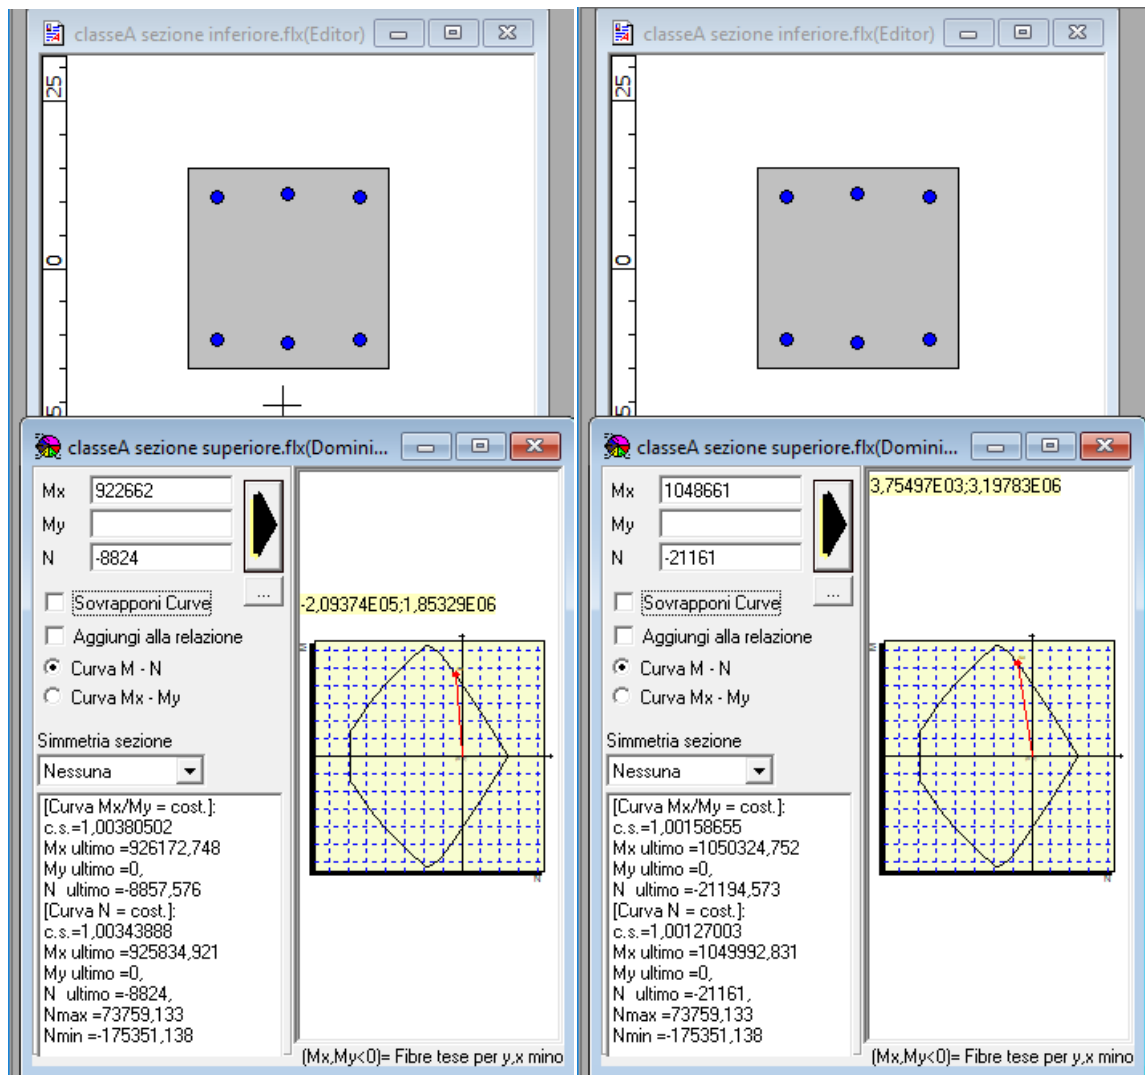 classeA sezione inferiore.flx(Editor)
25
0
classeA sezione superiore.flx(Domini...
Mx 922662
My
N -8824
...
Sovrapponi Curve
Aggiungi alla relazione
Curva M - N
Curva Mx - My
Simmetria sezione
Nessuna
[Curva Mx/My = cost.]:
c.s.=1,00380502
Mx ultimo =926172,748
My ultimo =0,
N ultimo =-8857,576
[Curva N = cost.]:
c.s.=1,00343888
Mx ultimo =925834,921
My ultimo =0,
N ultimo =-8824,
Nmax =73759,133
Nmin =-175351,138
-2,09374E05;1,85329E06
M
N
(Mx,My<0)= Fibre tese per y,x mino
classeA sezione inferiore.flx(Editor)
25
0
classeA sezione superiore.flx(Domini...
Mx 1048661
My
N -21161
...
Sovrapponi Curve
Aggiungi alla relazione
Curva M - N
Curva Mx - My
Simmetria sezione
Nessuna
[Curva Mx/My = cost.]:
c.s.=1,00158655
Mx ultimo =1050324,752
My ultimo =0,
N ultimo =-21194,573
[Curva N = cost.]:
c.s.=1,00127003
Mx ultimo =1049992,831
My ultimo =0,
N ultimo =-21161,
Nmax =73759,133
Nmin =-175351,138
3,75497E03;3,19783E06
M
N
(Mx,My<0)= Fibre tese per y,x mino